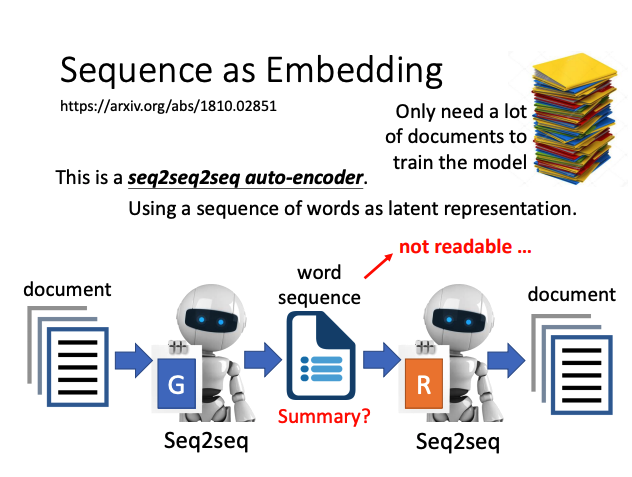 Sequence as Embedding
https://arxiv.org/abs/1810.02851
Only need a lot
of documents to
train the model
This is a seq2seq2seq auto-encoder.
Using a sequence of words as latent representation.
not readable …
word
sequence
document
document
G
R
Summary?
Seq2seq
Seq2seq